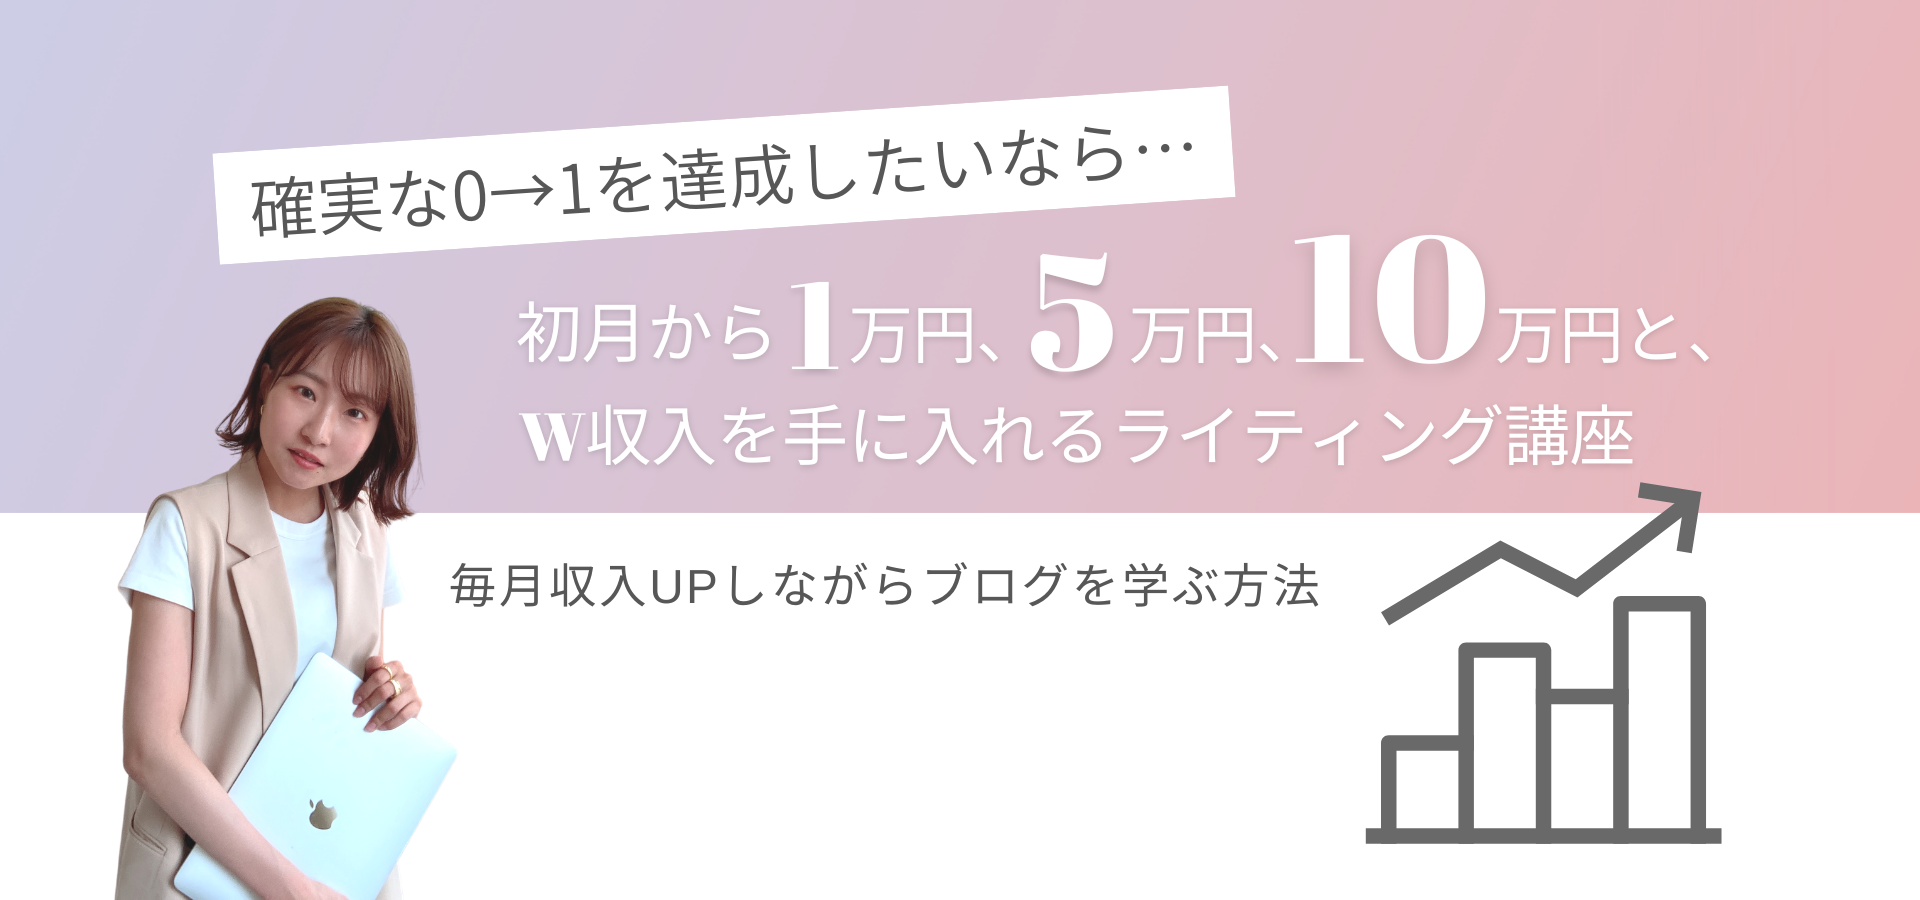 確実な0→1を達成したいなら…
初月から1万円、5万円、10万円と、
W収入を手に入れるライティング講座
毎月収入UPしながらブログを学ぶ方法